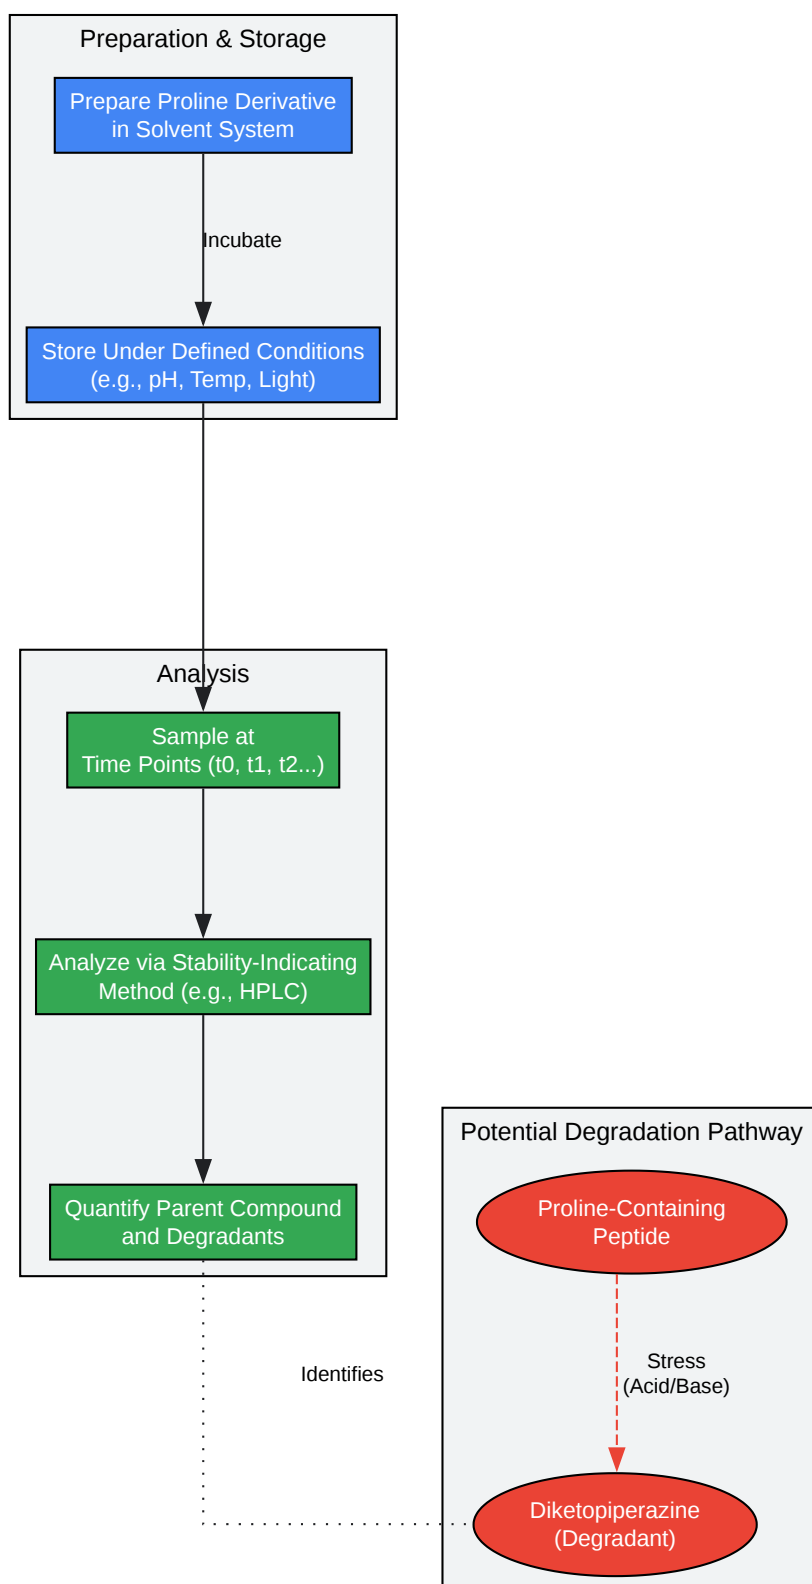 Preparation & Storage
Prepare Proline Derivative
in Solvent System
Incubate
Store Under Defined Conditions
(e.g., pH, Temp, Light)
Analysis
Sample at
Time Points (t0, t1, t2...)
Analyze via Stability-Indicating
Method (e.g., HPLC)
Quantify Parent Compound
and Degradants
Identifies
Potential Degradation Pathway
Proline-Containing
Peptide
Stress
(Acid/Base)
Diketopiperazine
(Degradant)